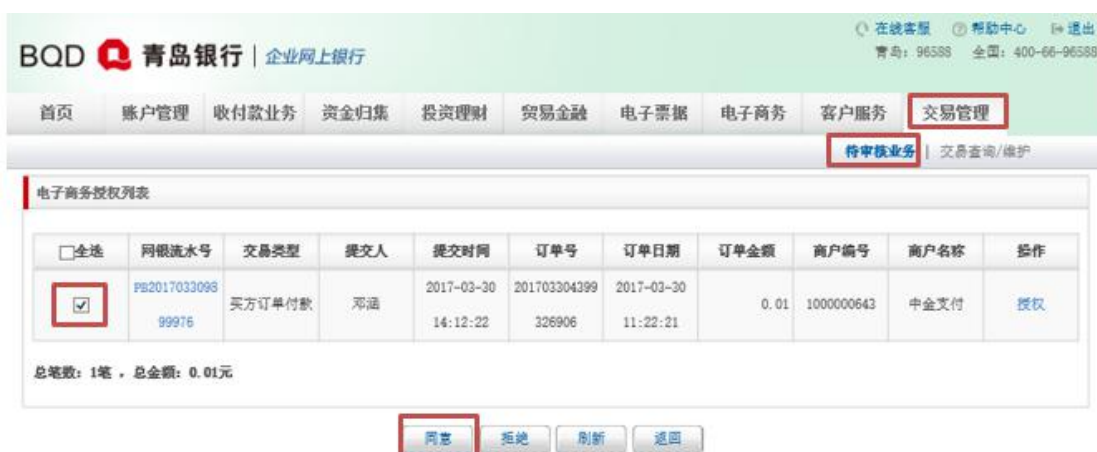 在线客服 帮助中心 退出
BQD 青岛银行 | 企业网上银行
青岛: 96588 全国: 400-66-96588
首页 账户管理 收付款业务 资金归集 投资理财 贸易金融 电子票据 电子商务 客户服务 交易管理
待审核业务 | 交易查询/维护
电子商务授权列表
全选 网银流水号 交易类型 提交人 提交时间 订单号 订单日期 订单金额 商户编号 商户名称 操作
PB2017033098 2017-03-30 201703304399 2017-03-30
买方订单付款 邓涵 0.01 1000000643 中金支付 授权
99976 14:12:22 326906 11:22:21
总笔数: 1笔 , 总金额: 0.01元
同意 拒绝 刷新 返回